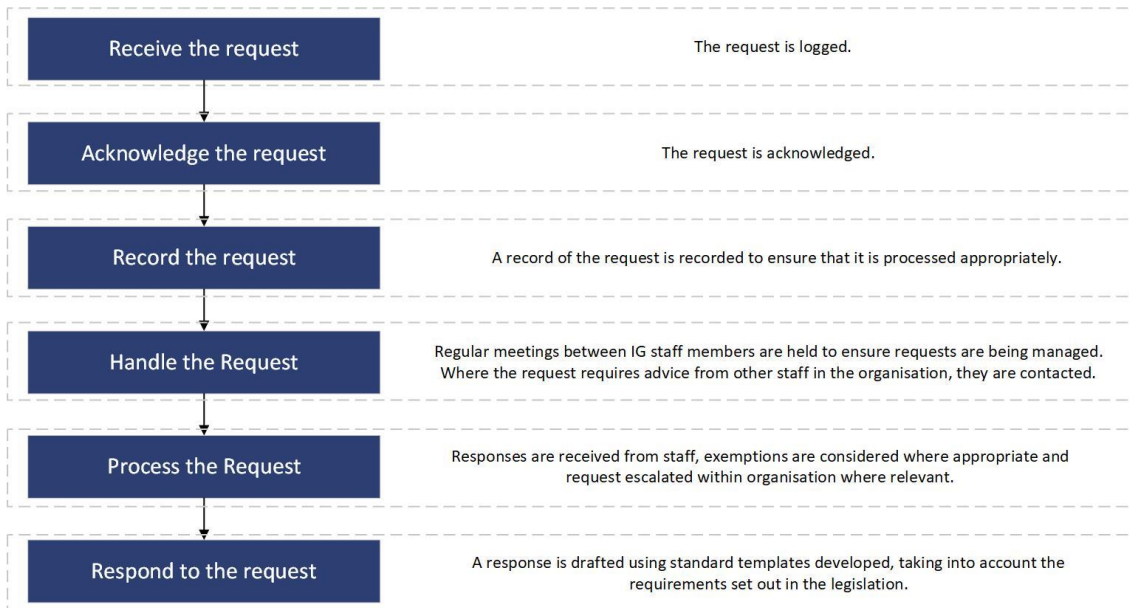 Receive the request
The request is logged.
Acknowledge the request
The request is acknowledged.
Record the request
A record of the request is recorded to ensure that it is processed appropriately.
Handle the Request
Regular meetings between IG staff members are held to ensure requests are being managed.
Where the request requires advice from other staff in the organisation, they are contacted.
Process the Request
Responses are received from staff, exemptions are considered where appropriate and
request escalated within organisation where relevant.
Respond to the request
A response is drafted using standard templates developed, taking into account the
requirements set out in the legislation.